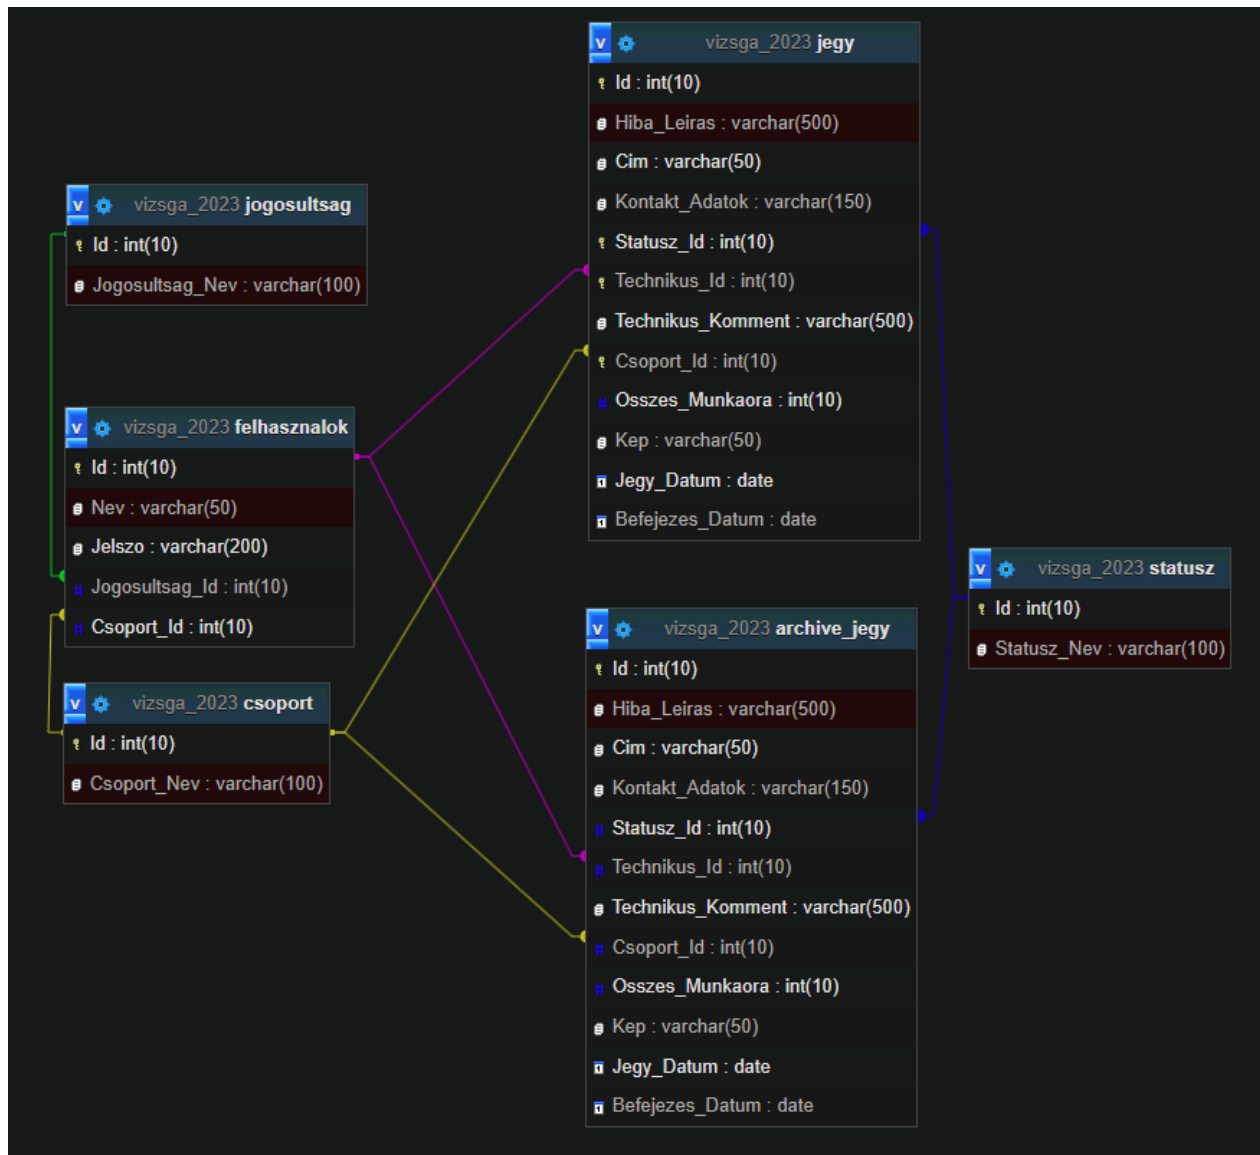 v vizsga_2023 jogosultsag
Id : int(10)
Jogosultsag_Nev : varchar(100)
v vizsga_2023 felhasznalok
Id : int(10)
Nev : varchar(50)
Jelszo : varchar(200)
# Jogosultsag_Id : int(10)
# Csoport_Id : int(10)
v vizsga_2023 csoport
Id : int(10)
Csoport_Nev : varchar(100)
v vizsga_2023 jegy
Id : int(10)
Hiba_Leiras : varchar(500)
Cim : varchar(50)
Kontakt_Adatok : varchar(150)
Statusz_Id : int(10)
Technikus_Id : int(10)
Technikus_Komment : varchar(500)
Csoport_Id : int(10)
# Osszes_Munkaora : int(10)
Kep : varchar(50)
Jegy_Datum : date
Befejezes_Datum : date
v vizsga_2023 archive_jegy
Id : int(10)
Hiba_Leiras : varchar(500)
Cim : varchar(50)
Kontakt_Adatok : varchar(150)
# Statusz_Id : int(10)
# Technikus_Id : int(10)
Technikus_Komment : varchar(500)
# Csoport_Id : int(10)
# Osszes_Munkaora : int(10)
Kep : varchar(50)
Jegy_Datum : date
Befejezes_Datum : date
v vizsga_2023 statusz
Id : int(10)
Statusz_Nev : varchar(100)